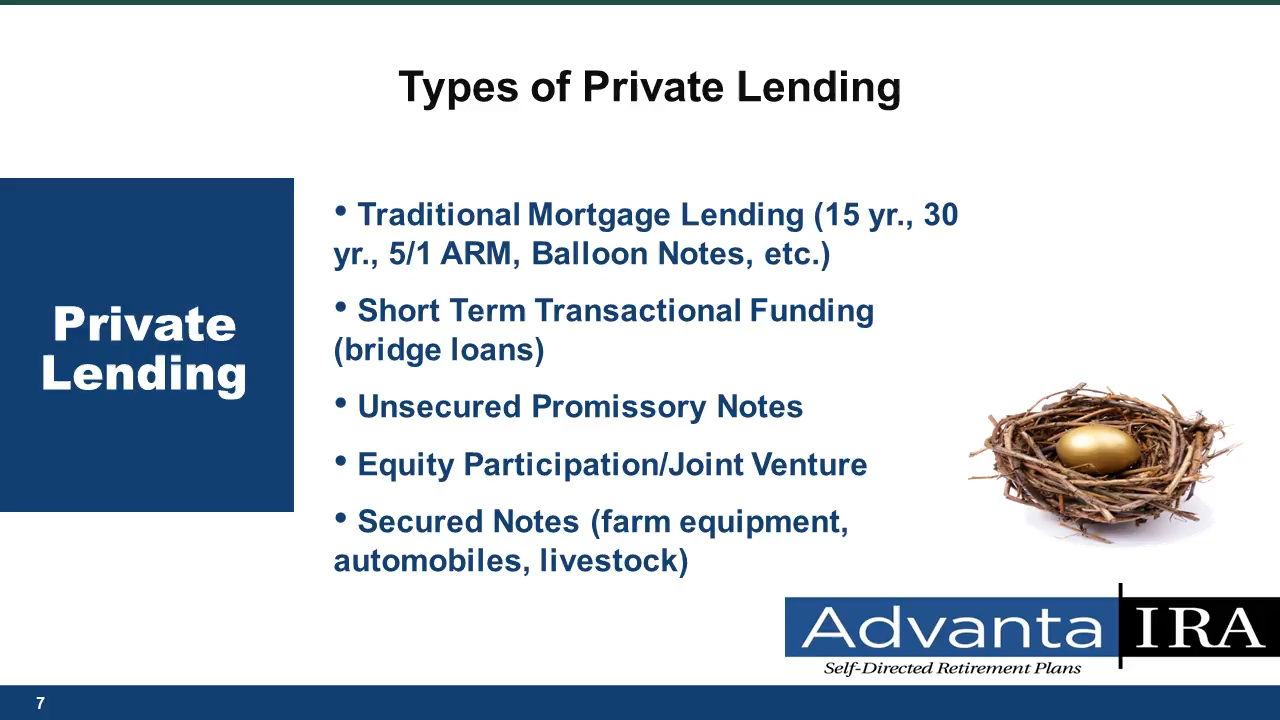 Types of Private Lending
Private
Lending
• Traditional Mortgage Lending (15 yr., 30
yr., 5/1 ARM, Balloon Notes, etc.)
• Short Term Transactional Funding
(bridge loans)
• Unsecured Promissory Notes
• Equity Participation/Joint Venture
• Secured Notes (farm equipment,
automobiles, livestock)
Advanta IRA
Self-Directed Retirement Plans
7